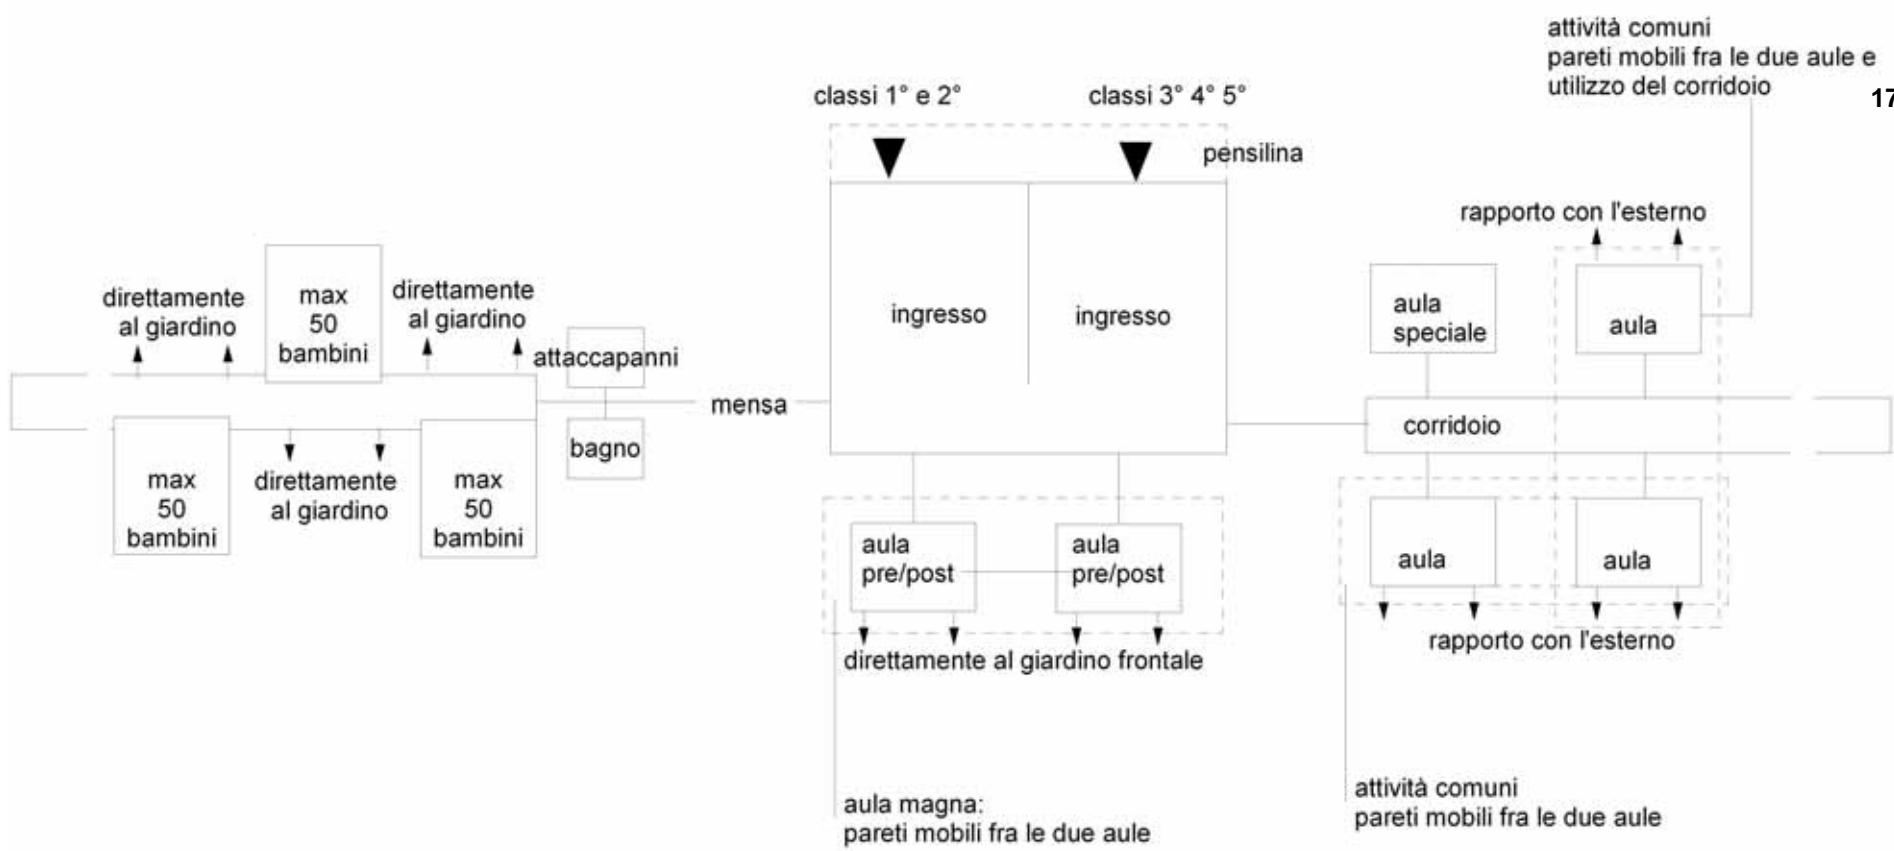 attività comuni
pareti mobili fra le due aule e
utilizzo del corridoio
17
classi 1° e 2°
classi 3° 4° 5°
pensilina
rapporto con l'esterno
direttamente
al giardino
max
50
bambini
direttamente
al giardino
attaccapanni
ingresso
ingresso
aula
speciale
aula
mensa
corridoio
bagno
max
50
bambini
direttamente
al giardino
max
50
bambini
aula
pre/post
aula
pre/post
aula
aula
direttamente al giardino frontale
rapporto con l'esterno
aula magna:
pareti mobili fra le due aule
attività comuni
pareti mobili fra le due aule